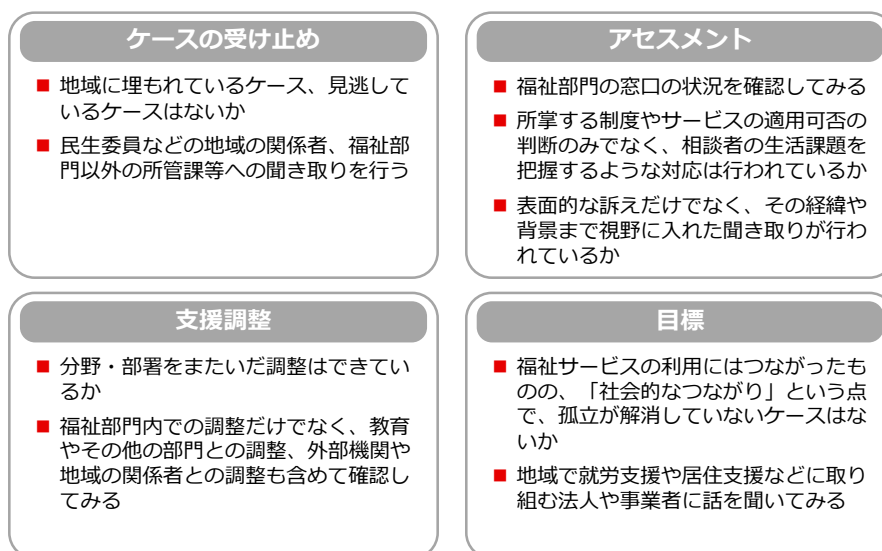 ケースの受け止め
■ 地域に埋もれているケース、見逃して
いるケースはないか
■ 民生委員などの地域の関係者、福祉部
門以外の所管課等への聞き取りを行う
アセスメント
■ 福祉部門の窓口の状況を確認してみる
■ 所掌する制度やサービスの適用可否の
判断のみでなく、相談者の生活課題を
把握するような対応は行われているか
■ 表面的な訴えだけでなく、その経緯や
背景まで視野に入れた聞き取りが行わ
れているか
支援調整
■ 分野・部署をまたいだ調整はできてい
るか
■ 福祉部門内での調整だけでなく、教育
やその他の部門との調整、外部機関や
地域の関係者との調整も含めて確認し
てみる
目標
■ 福祉サービスの利用にはつながったも
のの、「社会的なつながり」という点
で、孤立が解消していないケースはな
いか
■ 地域で就労支援や居住支援などに取り
組む法人や事業者に話を聞いてみる